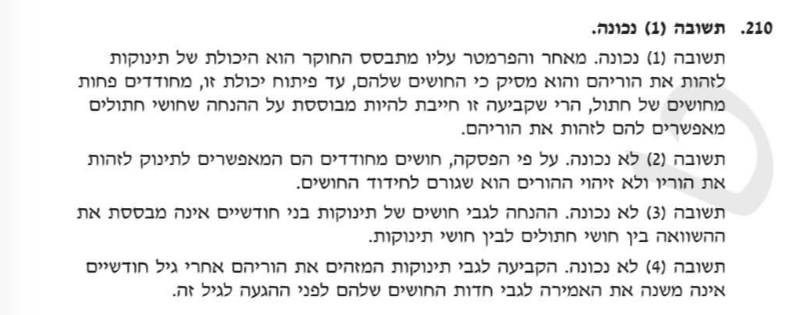 210. תשובה (1) נכונה.
תשובה (1) נכונה. מאחר והפרמטר עליו מתבסס החוקר הוא היכולת של תינוקות
לזהות את הוריהם והוא מסיק כי החושים שלהם, עד פיתוח יכולת זו, מחודדים פחות
מחושים של חתול, הרי שקביעה זו חייבת להיות מבוססת על ההנחה שחושי חתולים
מאפשרים להם לזהות את הוריהם.
תשובה (2) לא נכונה. על פי הפסקה, חושים מחודדים הם המאפשרים לתינוק לזהות
את הוריו ולא זיהוי ההורים הוא שגורם לחידוד החושים.
תשובה (3) לא נכונה. ההנחה לגבי חושים של תינוקות בני חודשיים אינה מבססת את
ההשוואה בין חושי חתולים לבין חושי תינוקות.
תשובה (4) לא נכונה. הקביעה לגבי תינוקות המזהים את הוריהם אחרי גיל חודשיים
אינה משנה את האמירה לגבי חדות החושים שלהם לפני ההגעה לגיל זה.